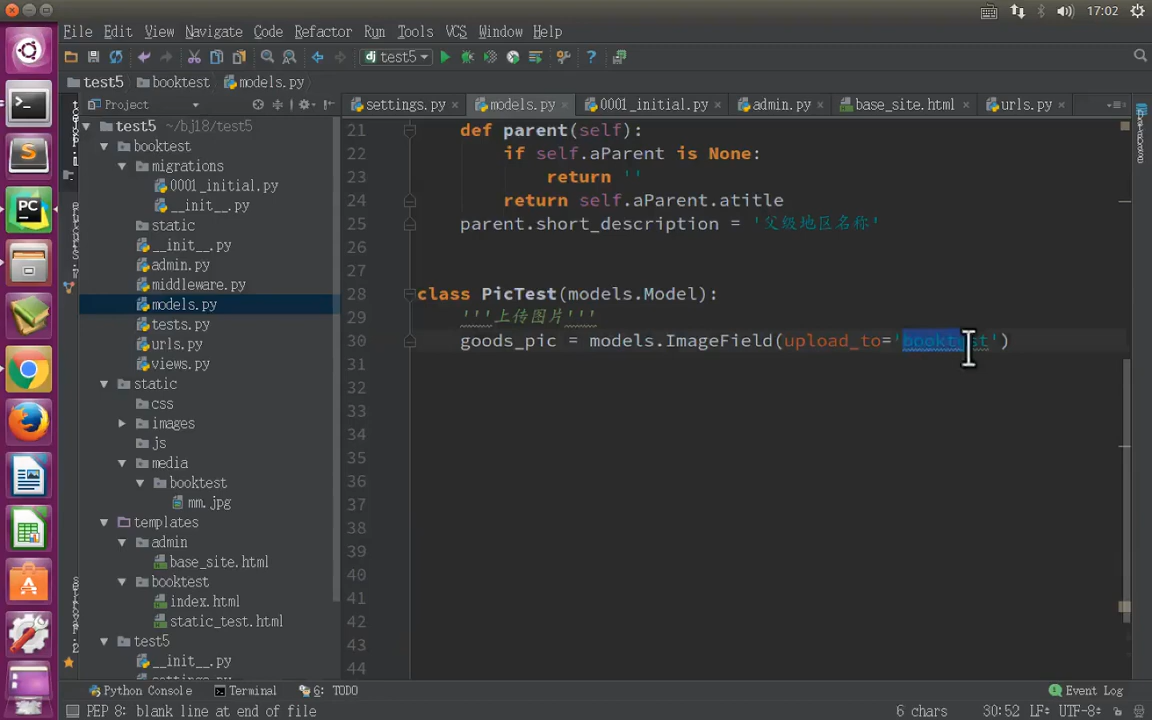 17:02
File Edit View Navigate Code Refactor Run Tools VCS Window Help
dj test5
test5 booktest models.py
Project
settings.py models.py 0001_initial.py admin.py base_site.html urls.py
test5 ~/bj18/test5
booktest
migrations
0001_initial.py
__init__.py
static
__init__.py
admin.py
middleware.py
models.py
tests.py
urls.py
views.py
static
css
images
js
media
booktest
mm.jpg
templates
admin
base_site.html
booktest
index.html
static_test.html
test5
__init__.py
21 def parent(self):
22 if self.aParent is None:
23 return ''
24 return self.aParent.atitle
25 parent.short_description = '父级地区名称'
26
27
28 class PicTest(models.Model):
29 '''上传图片'''
30 goods_pic = models.ImageField(upload_to='booktest')
31
32
33
34
35
36
37
38
39
40
41
42
43
44
Python Console Terminal 6: TODO Event Log
PEP 8: blank line at end of file 6 chars 30:52 LF÷ UTF-8÷